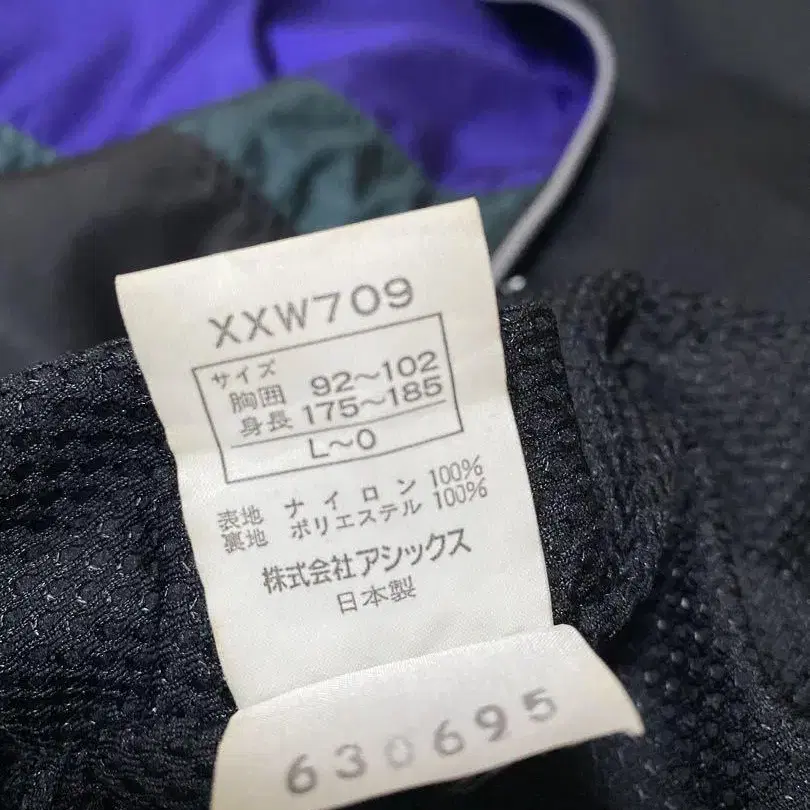 XXW709
サイズ
胸囲 92～102
身長 175～185
L～O
表地 ナイロン 100%
裏地 ポリエステル 100%
株式会社アシックス
日本製
630695